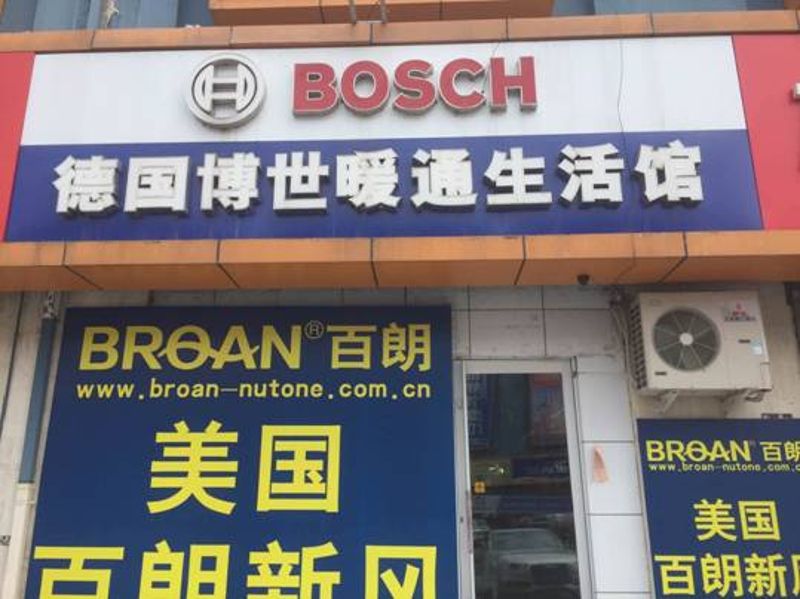 BOSCH
德国博世暖通生活馆
BROAN®百朗
www.broan-nutone.com.cn
美国
百朗新风
BROAN®百朗
www.broan-nutone.com.c
美国
百朗新风